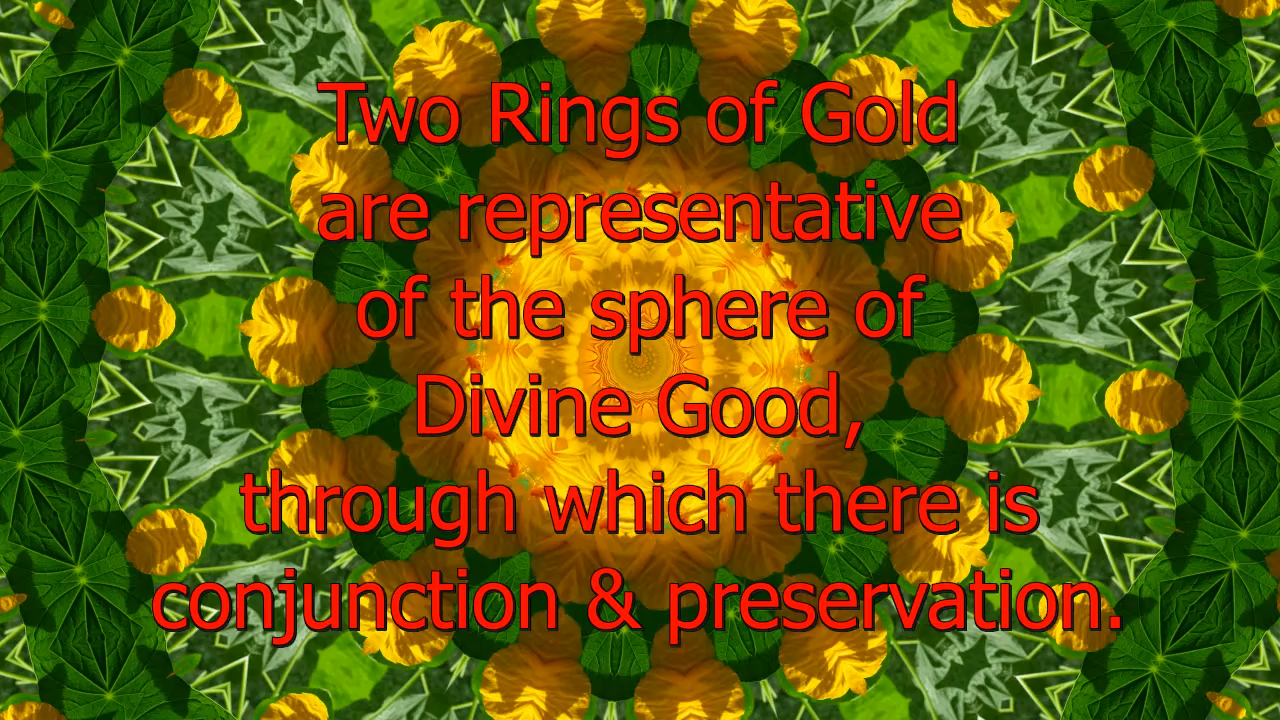 Two Rings of Gold
are representative
of the sphere of
Divine Good,
through which there is
conjunction & preservation.